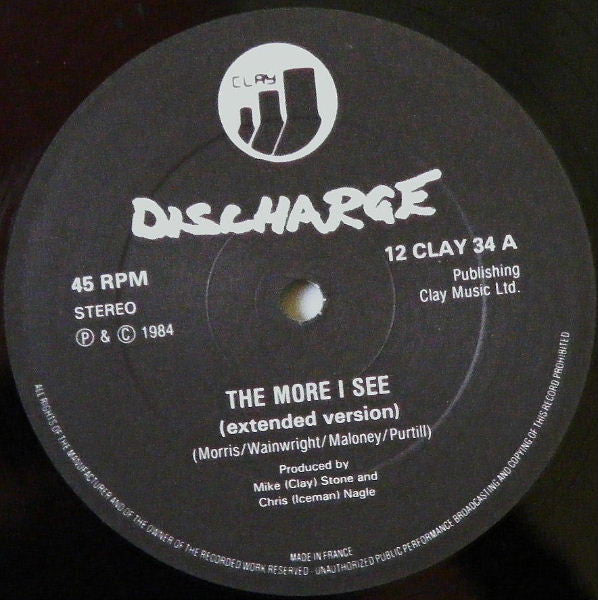 CLAY
DISCHARGE
45 RPM
STEREO
Ⓟ & © 1984
12 CLAY 34 A
Publishing
Clay Music Ltd.
THE MORE I SEE
(extended version)
(Morris/Wainwright/Maloney/Purtill)
Produced by
Mike (Clay) Stone and
Chris (Iceman) Nagle
MADE IN FRANCE
ALL RIGHTS OF THE MANUFACTURER AND OF THE OWNER OF THE RECORDED WORK RESERVED - UNAUTHORIZED PUBLIC PERFORMANCE BROADCASTING AND COPYING OF THIS RECORD PROHIBITED